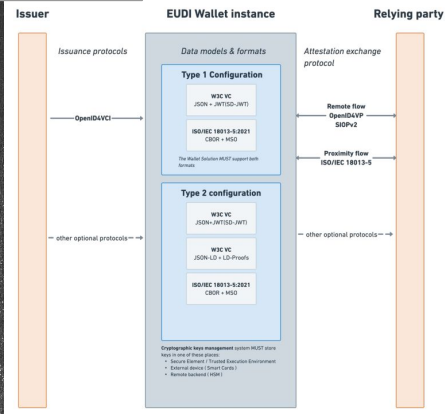 Issuer
EUDI Wallet instance
Relying party
Issuance protocols
Data models & formats
Attestation exchange
protocol
Type 1 Configuration
W3C VC
JSON + JWT(SD-JWT)
ISO/IEC 18013-5:2021
CBOR + MSO
The Wallet Solution MUST support both
formats
OpenID4VCI
Remote flow
OpenID4VP
SIOPv2
Proximity flow
ISO/IEC 18013-5
Type 2 configuration
W3C VC
JSON+JWT(SD-JWT)
W3C VC
JSON-LD + LD-Proofs
ISO/IEC 18013-5:2021
CBOR + MSO
other optional protocols
other optional protocols
Cryptographic keys management system MUST store
keys in one of these places:
• Secure Element / Trusted Execution Environment
• External device ( Smart Cards )
• Remote backend ( HSM )